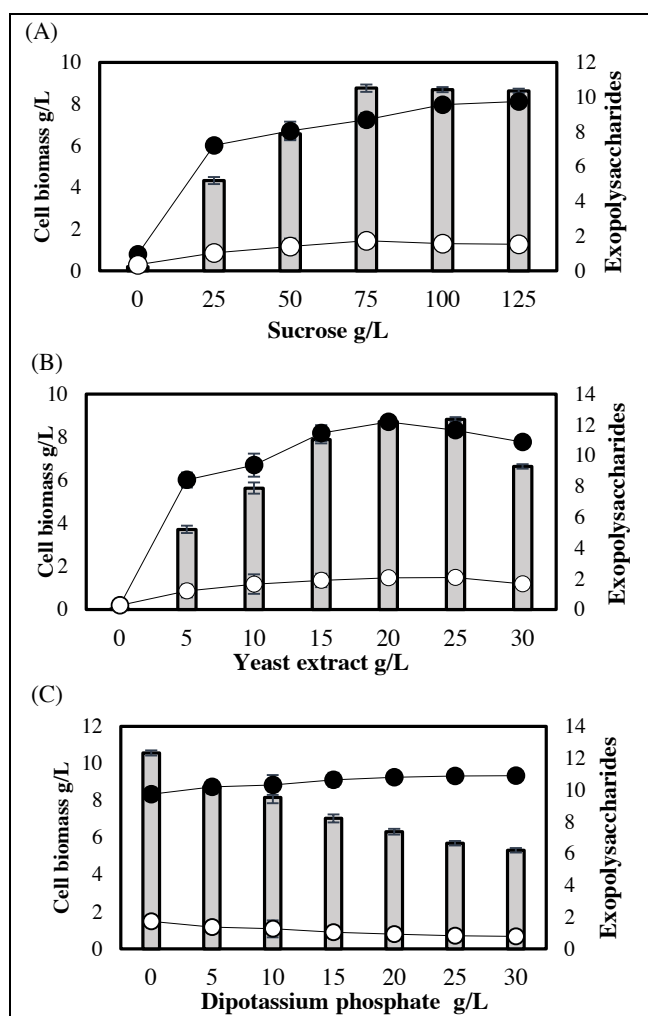 (A)
Cell biomass g/L
10
8
6
4
2
0
12
10
8
6
4
2
0
Exopolysaccharides
0 25 50 75 100 125
Sucrose g/L
(B)
Cell biomass g/L
10
8
6
4
2
0
14
12
10
8
6
4
2
0
Exopolysaccharides
0 5 10 15 20 25 30
Yeast extract g/L
(C)
Cell biomass g/L
12
10
8
6
4
2
0
14
12
10
8
6
4
2
0
Exopolysaccharides
0 5 10 15 20 25 30
Dipotassium phosphate g/L